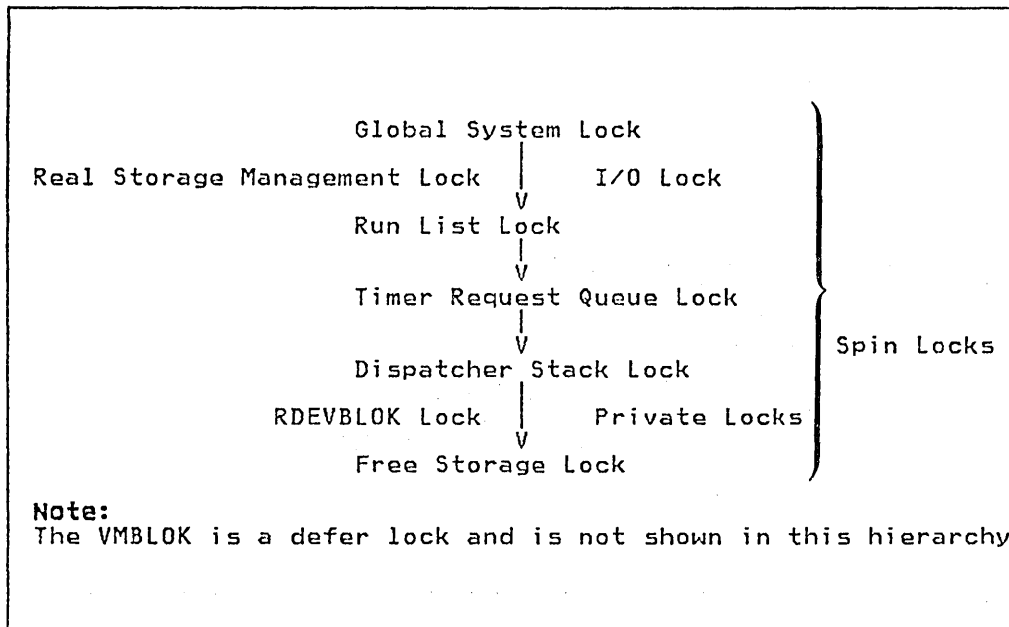 Global System Lock
Real Storage Management Lock I/O Lock
V
Run List Lock
V
Timer Request Queue Lock
V
Spin Locks
Dispatcher Stack Lock
RDEVBLOK Lock Private Locks
V
Free Storage Lock
Note:
The VMBLOK is a defer lock and is not shown in this hierarchy